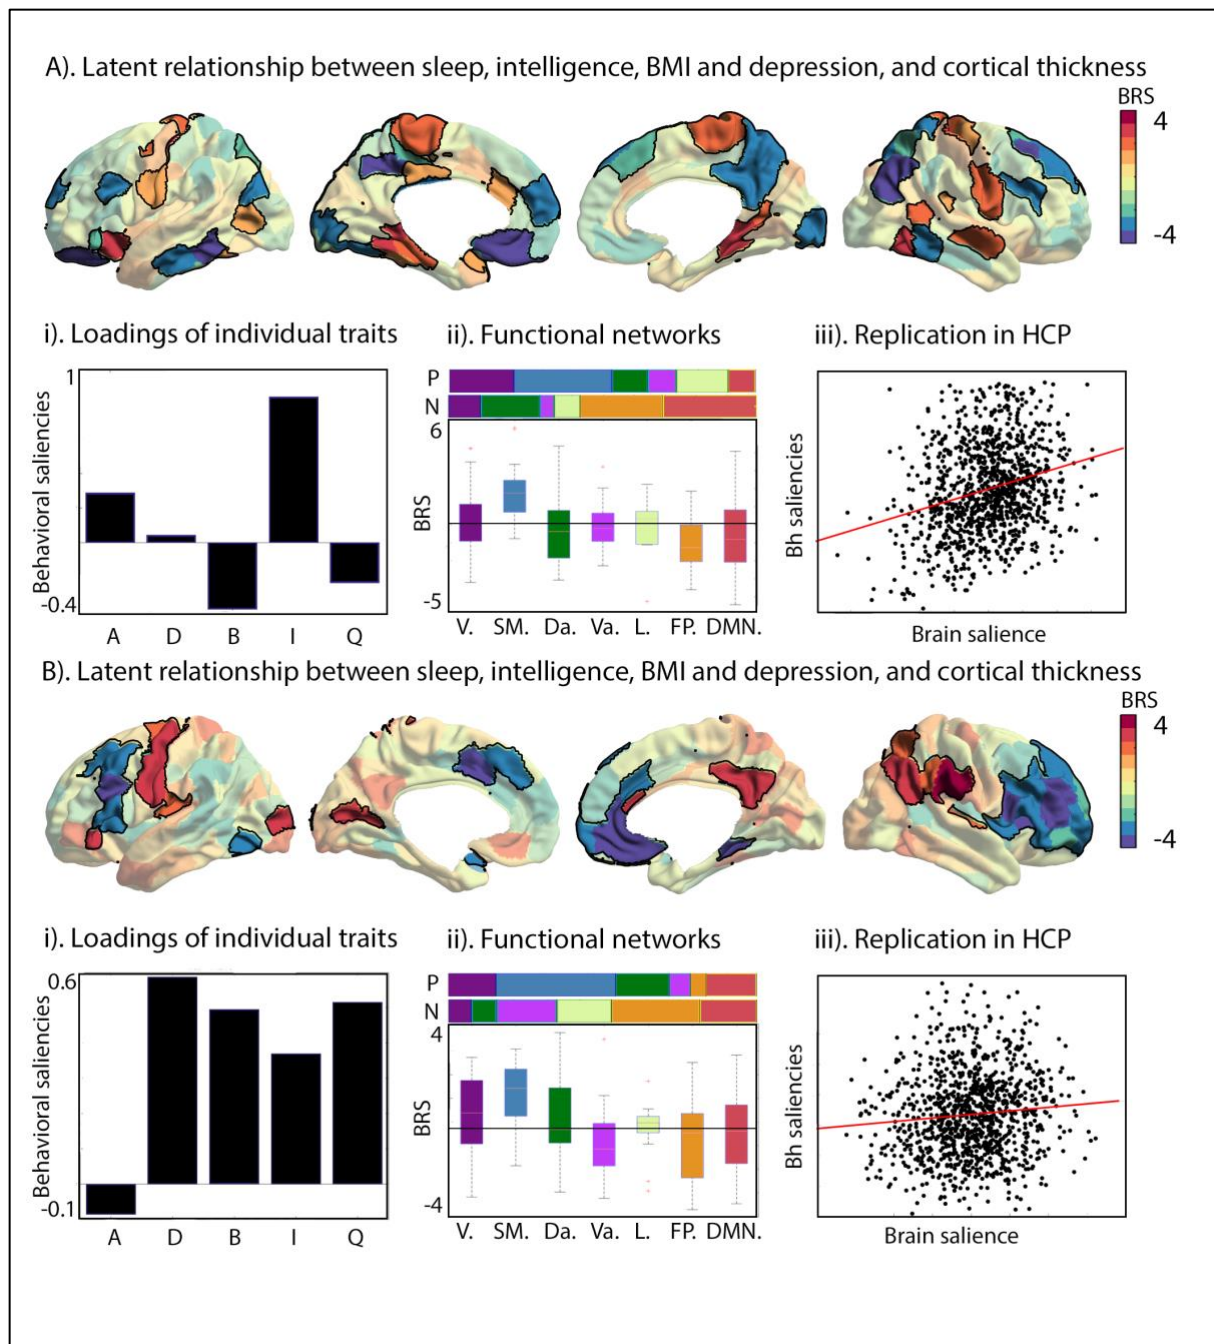 A). Latent relationship between sleep, intelligence, BMI and depression, and cortical thickness
BRS
4
-4
i). Loadings of individual traits
ii). Functional networks
iii). Replication in HCP
1
Behavioral saliencies
-0.4
A D B I Q
P
N
6
BRS
-5
V. SM. Da. Va. L. FP. DMN.
Bh saliencies
Brain salience
B). Latent relationship between sleep, intelligence, BMI and depression, and cortical thickness
BRS
4
-4
i). Loadings of individual traits
ii). Functional networks
iii). Replication in HCP
0.6
Behavioral saliencies
-0.1
A D B I Q
P
N
4
BRS
-4
V. SM. Da. Va. L. FP. DMN.
Bh saliencies
Brain salience